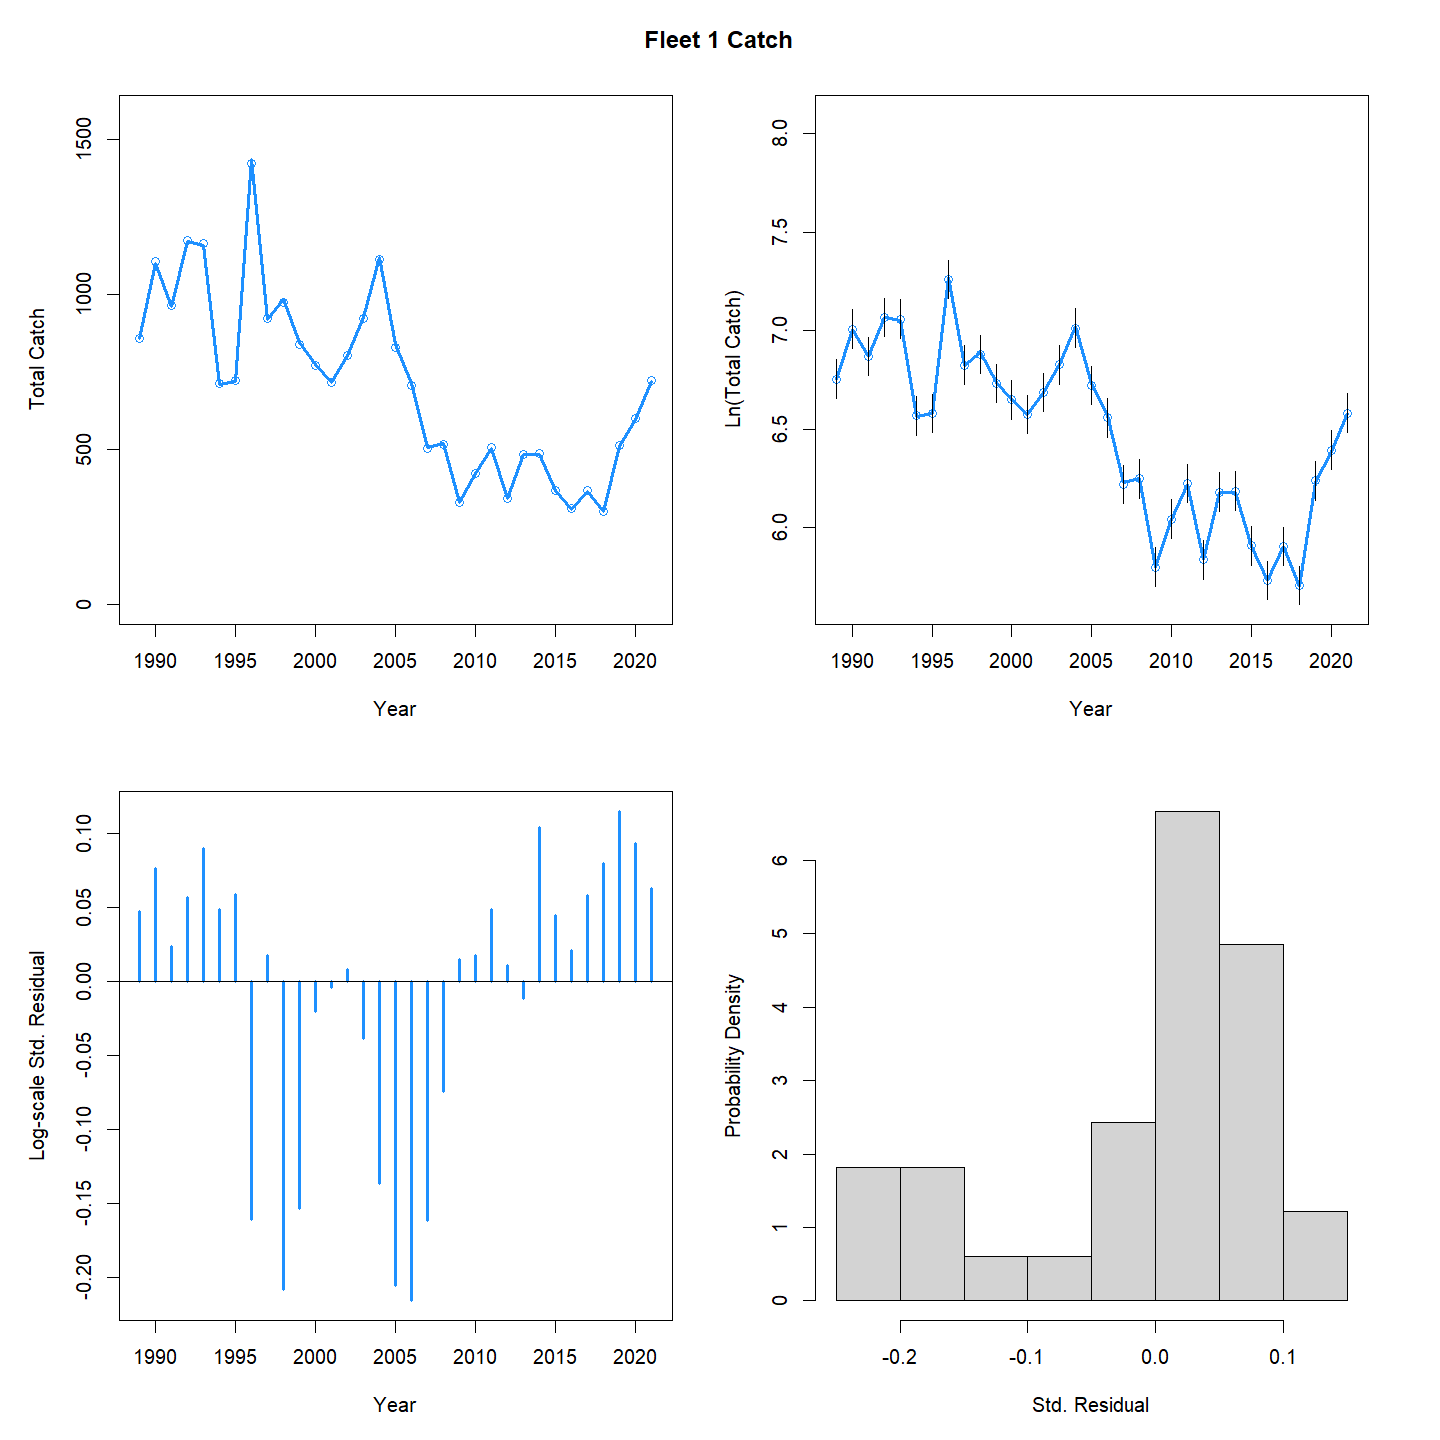 Fleet 1 Catch
Total Catch
1500
1000
500
0
1990 1995 2000 2005 2010 2015 2020
Year
Ln(Total Catch)
8.0
7.5
7.0
6.5
6.0
1990 1995 2000 2005 2010 2015 2020
Year
Log-scale Std. Residual
0.10
0.05
0.00
-0.05
-0.10
-0.15
-0.20
1990 1995 2000 2005 2010 2015 2020
Year
Probability Density
6
5
4
3
2
1
0
-0.2 -0.1 0.0 0.1
Std. Residual